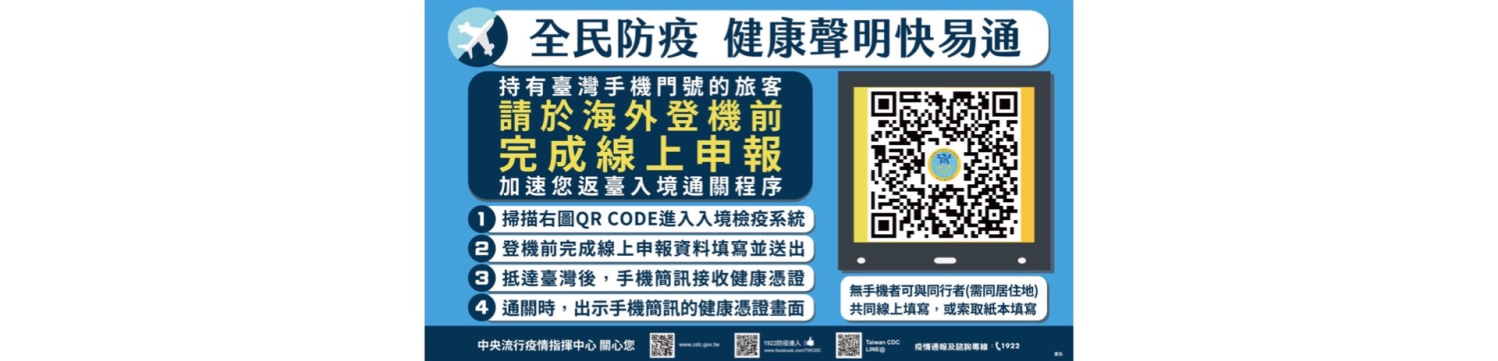 全民防疫 健康聲明快易通
持有臺灣手機門號的旅客
請於海外登機前
完成線上申報
加速您返臺入境通關程序
1 掃描右圖QR CODE進入入境檢疫系統
2 登機前完成線上申報資料填寫並送出
3 抵達臺灣後，手機簡訊接收健康憑證
4 通關時，出示手機簡訊的健康憑證畫面
無手機者可與同行者(需同居住地)
共同線上填寫，或索取紙本填寫
中央流行疫情指揮中心 關心您
www.cdc.gov.tw
1922防疫達人
www.facebook.com/TWCDC
Taiwan CDC
LINE@
疫情通報及諮詢專線：1922
廣告